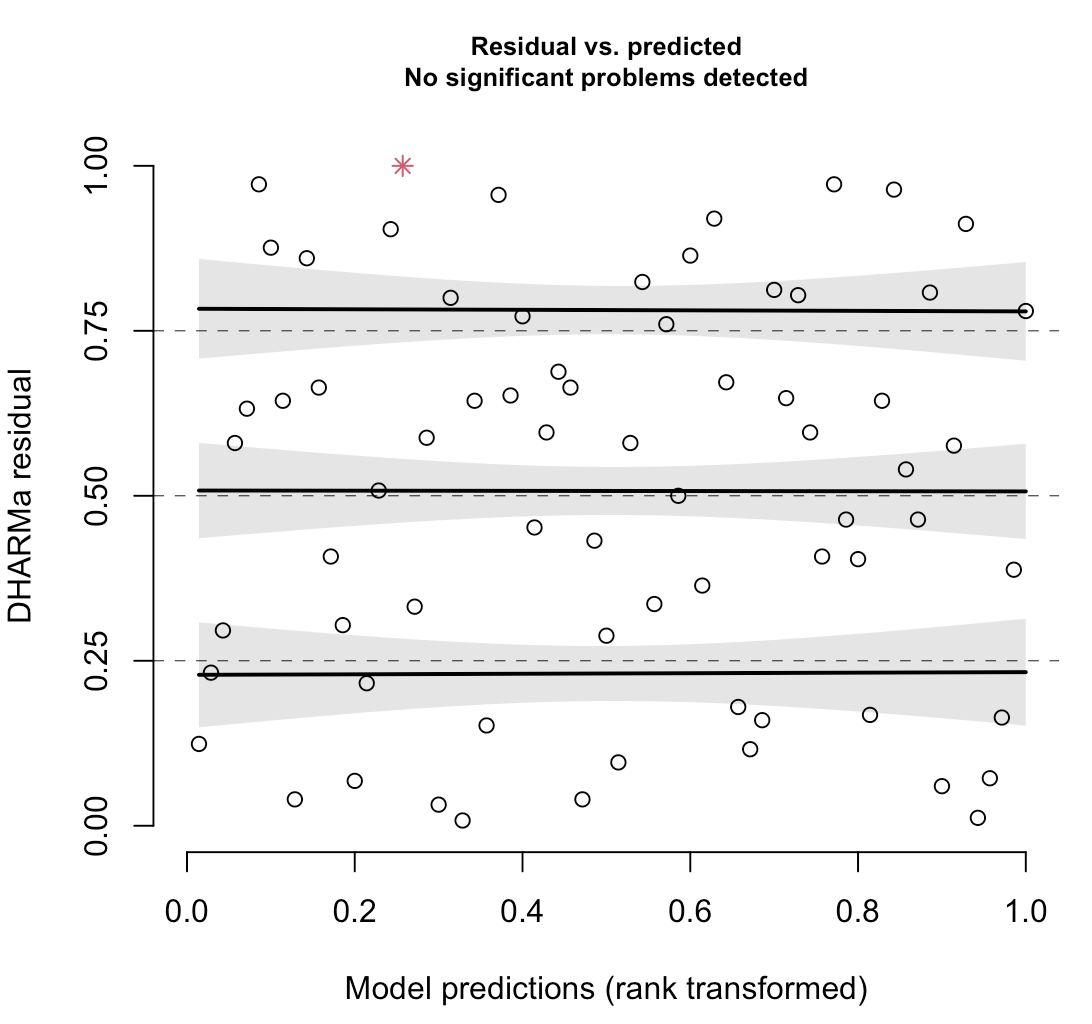 Residual vs. predicted
No significant problems detected
1.00
0.75
0.50
0.25
0.00
DHARMa residual
0.0 0.2 0.4 0.6 0.8 1.0
Model predictions (rank transformed)